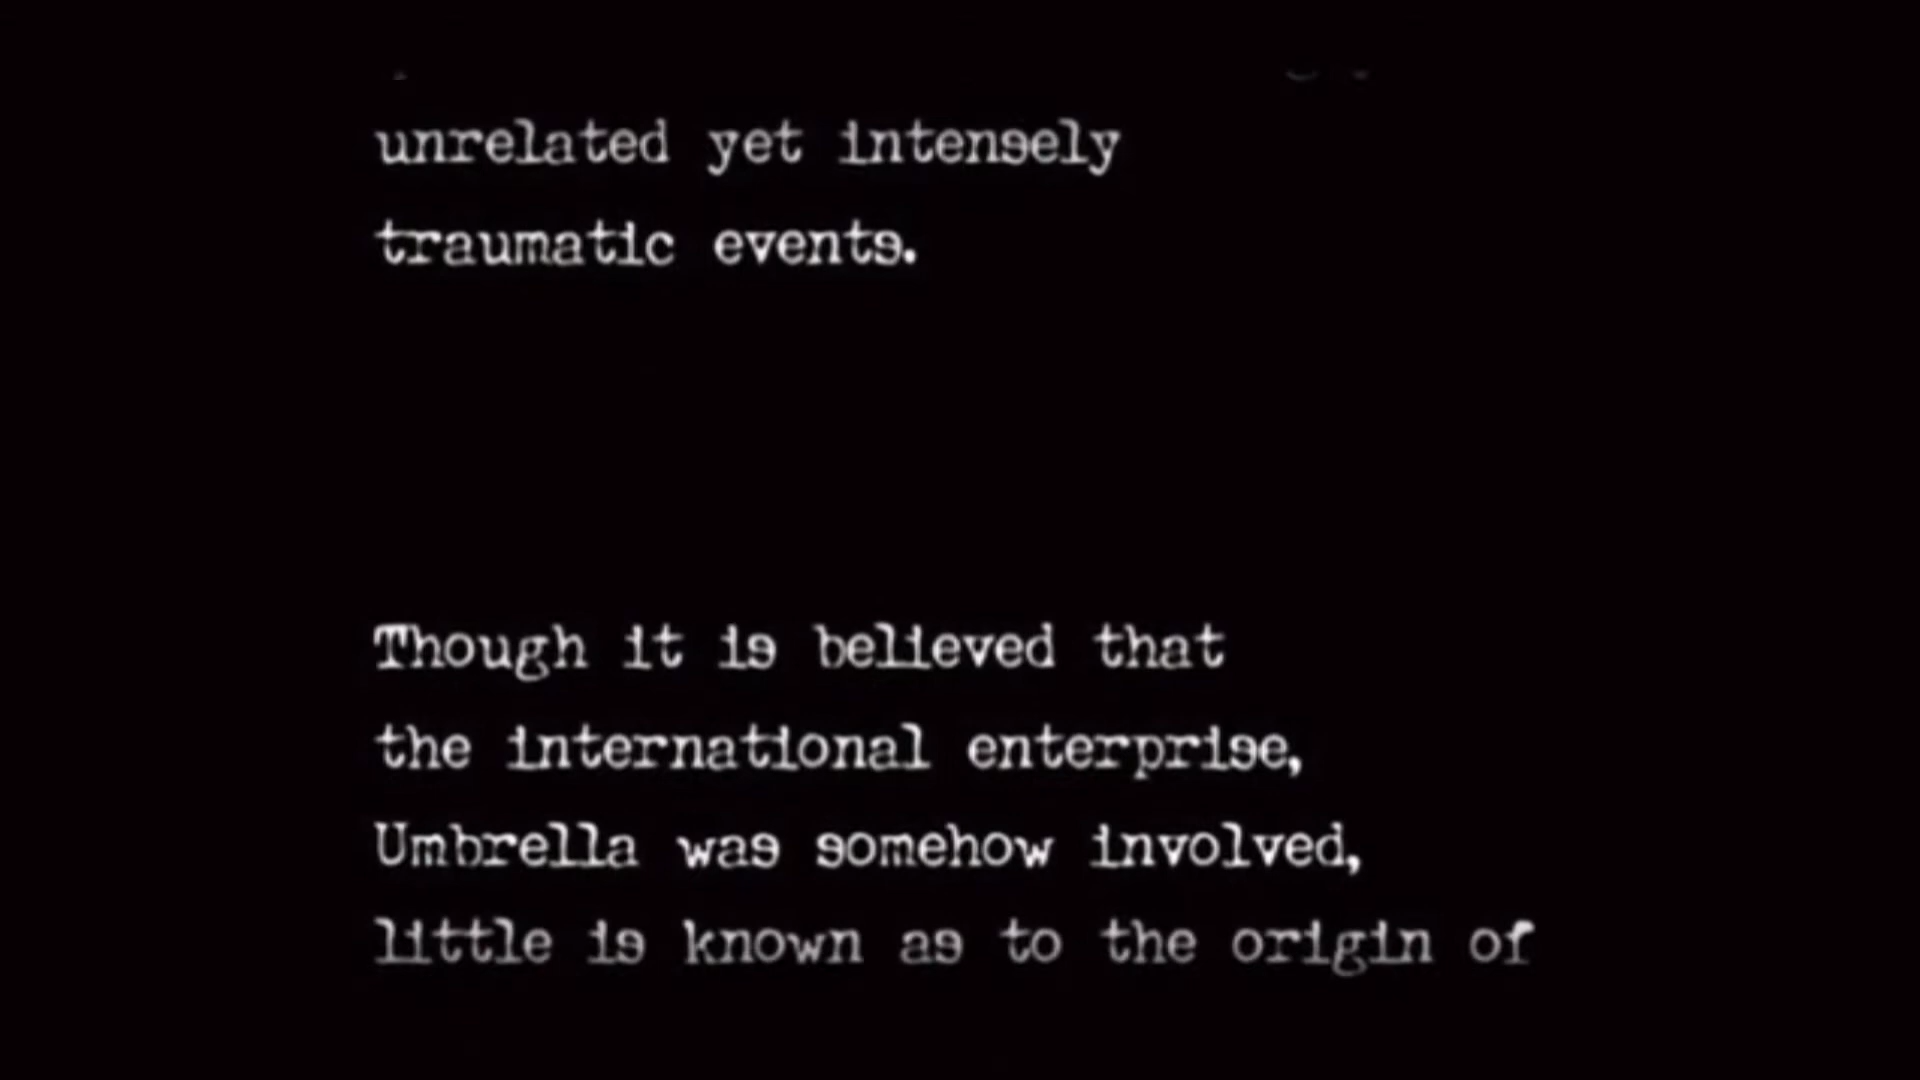 unrelated yet intensely
traumatic events.
Though it is believed that
the international enterprise,
Umbrella was somehow involved,
little is known as to the origin of